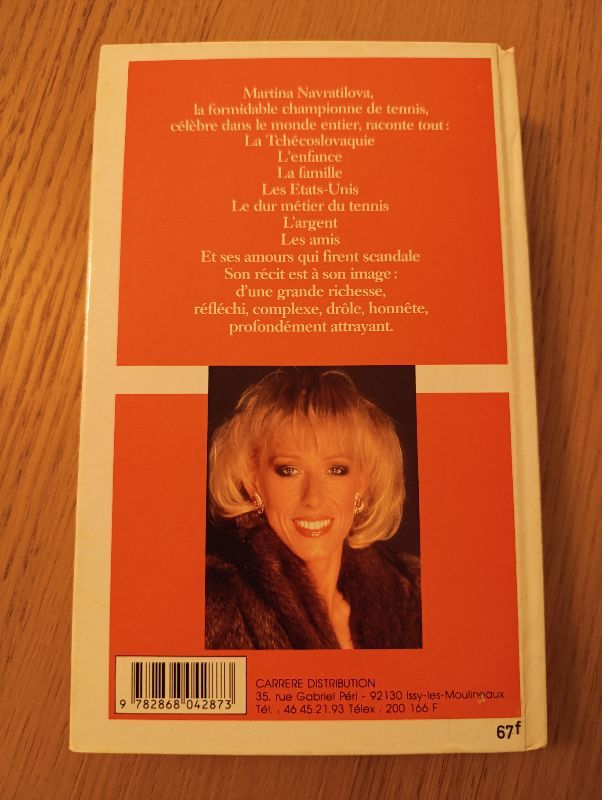 Martina Navratilova,
la formidable championne de tennis,
célèbre dans le monde entier, raconte tout :
La Tchécoslovaquie
L'enfance
La famille
Les Etats-Unis
Le dur métier du tennis
L'argent
Les amis
Et ses amours qui firent scandale
Son récit est à son image :
d'une grande richesse,
réfléchi, complexe, drôle, honnête,
profondément attrayant.
9 782868 042873
CARRERE DISTRIBUTION
35, rue Gabriel Péri - 92130 Issy-les-Moulineaux
Tél. : 46.45.21.93 Télex : 200 166 F
67f